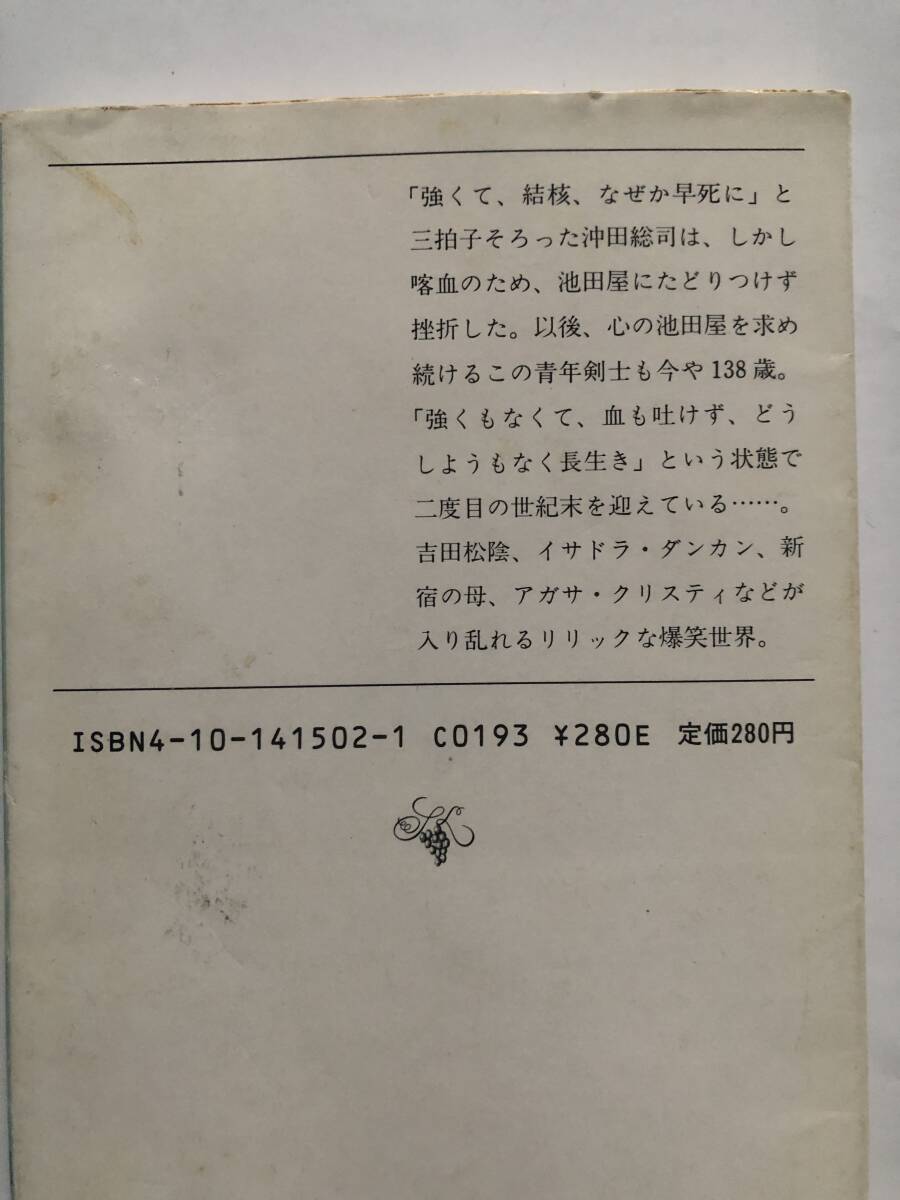 「強くて、結核、なぜか早死に」と
三拍子そろった沖田総司は、しかし
喀血のため、池田屋にたどりつけず
挫折した。以後、心の池田屋を求め
続けるこの青年剣士も今や138歳。
「強くもなくて、血も吐けず、どう
しようもなく長生き」という状態で
二度目の世紀末を迎えている……。
吉田松陰、イサドラ・ダンカン、新
宿の母、アガサ・クリスティなどが
入り乱れるリリックな爆笑世界。
ISBN4-10-141502-1 C0193 ¥280E 定価280円